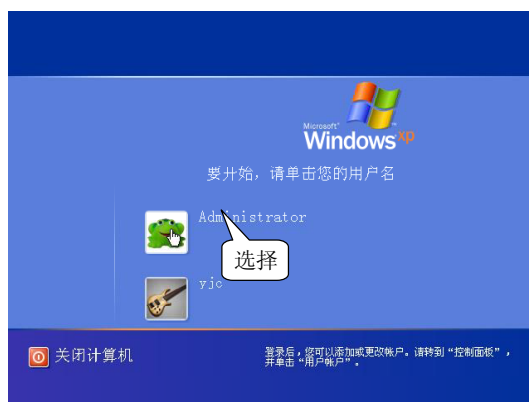 Microsoft
Windows xp
要开始，请单击您的用户名
Administrator
选择
yjc
关闭计算机
登录后，您可以添加或更改帐户。请转到“控制面板”，
并单击“用户帐户”。